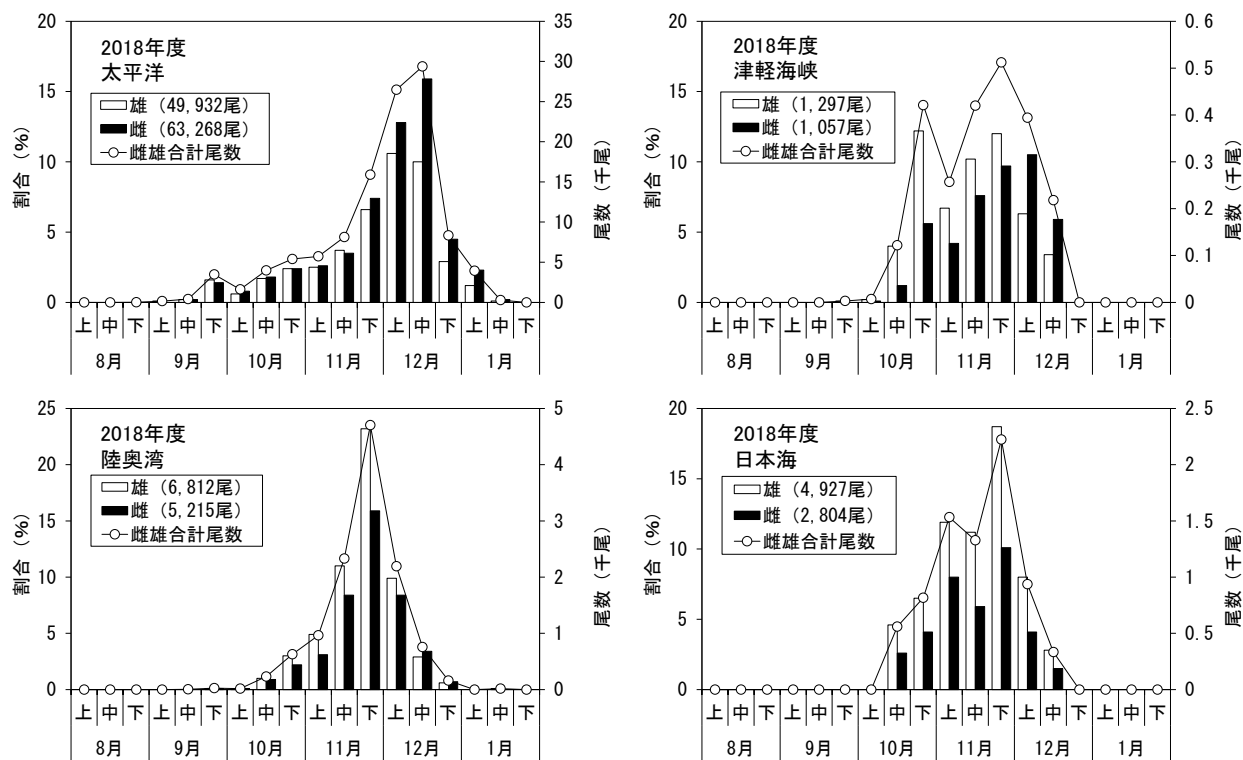 2018年度
太平洋
雄（49,932尾）
雌（63,268尾）
雌雄合計尾数
割合（%）
20
15
10
5
0
尾数（千尾）
35
30
25
20
15
10
5
0
上 中 下 上 中 下 上 中 下 上 中 下 上 中 下 上 中 下
8月 9月 10月 11月 12月 1月
2018年度
津軽海峡
雄（1,297尾）
雌（1,057尾）
雌雄合計尾数
割合（%）
20
15
10
5
0
尾数（千尾）
0.6
0.5
0.4
0.3
0.2
0.1
0
上 中 下 上 中 下 上 中 下 上 中 下 上 中 下 上 中 下
8月 9月 10月 11月 12月 1月
2018年度
陸奥湾
雄（6,812尾）
雌（5,215尾）
雌雄合計尾数
割合（%）
25
20
15
10
5
0
尾数（千尾）
5
4
3
2
1
0
上 中 下 上 中 下 上 中 下 上 中 下 上 中 下 上 中 下
8月 9月 10月 11月 12月 1月
2018年度
日本海
雄（4,927尾）
雌（2,804尾）
雌雄合計尾数
割合（%）
20
15
10
5
0
尾数（千尾）
2.5
2
1.5
1
0.5
0
上 中 下 上 中 下 上 中 下 上 中 下 上 中 下 上 中 下
8月 9月 10月 11月 12月 1月